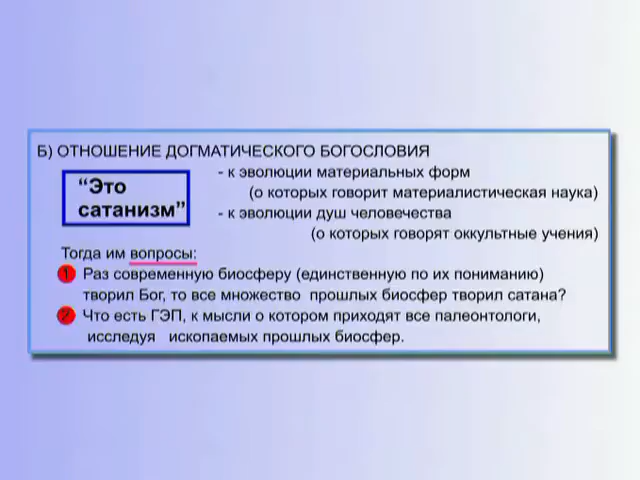 Б) ОТНОШЕНИЕ ДОГМАТИЧЕСКОГО БОГОСЛОВИЯ
“Это
сатанизм”
- к эволюции материальных форм
(о которых говорит материалистическая наука)
- к эволюции душ человечества
(о которых говорят оккультные учения)
Тогда им вопросы:
1 Раз современную биосферу (единственную по их пониманию)
творил Бог, то все множество прошлых биосфер творил сатана?
2 Что есть ГЭП, к мысли о котором приходят все палеонтологи,
исследуя ископаемых прошлых биосфер.